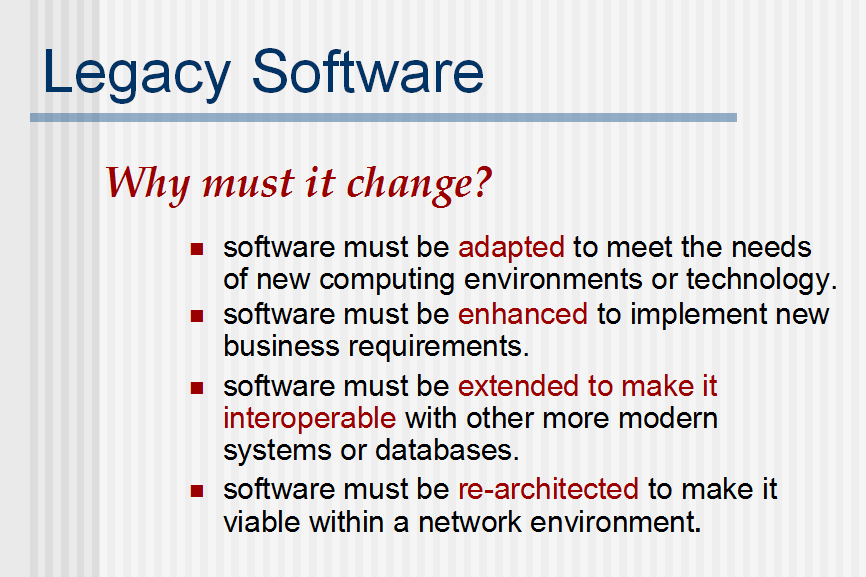 Legacy Software
Why must it change?
software must be adapted to meet the needs
of new computing environments or technology.
software must be enhanced to implement new
business requirements.
software must be extended to make it
interoperable with other more modern
systems or databases.
software must be re-architected to make it
viable within a network environment.